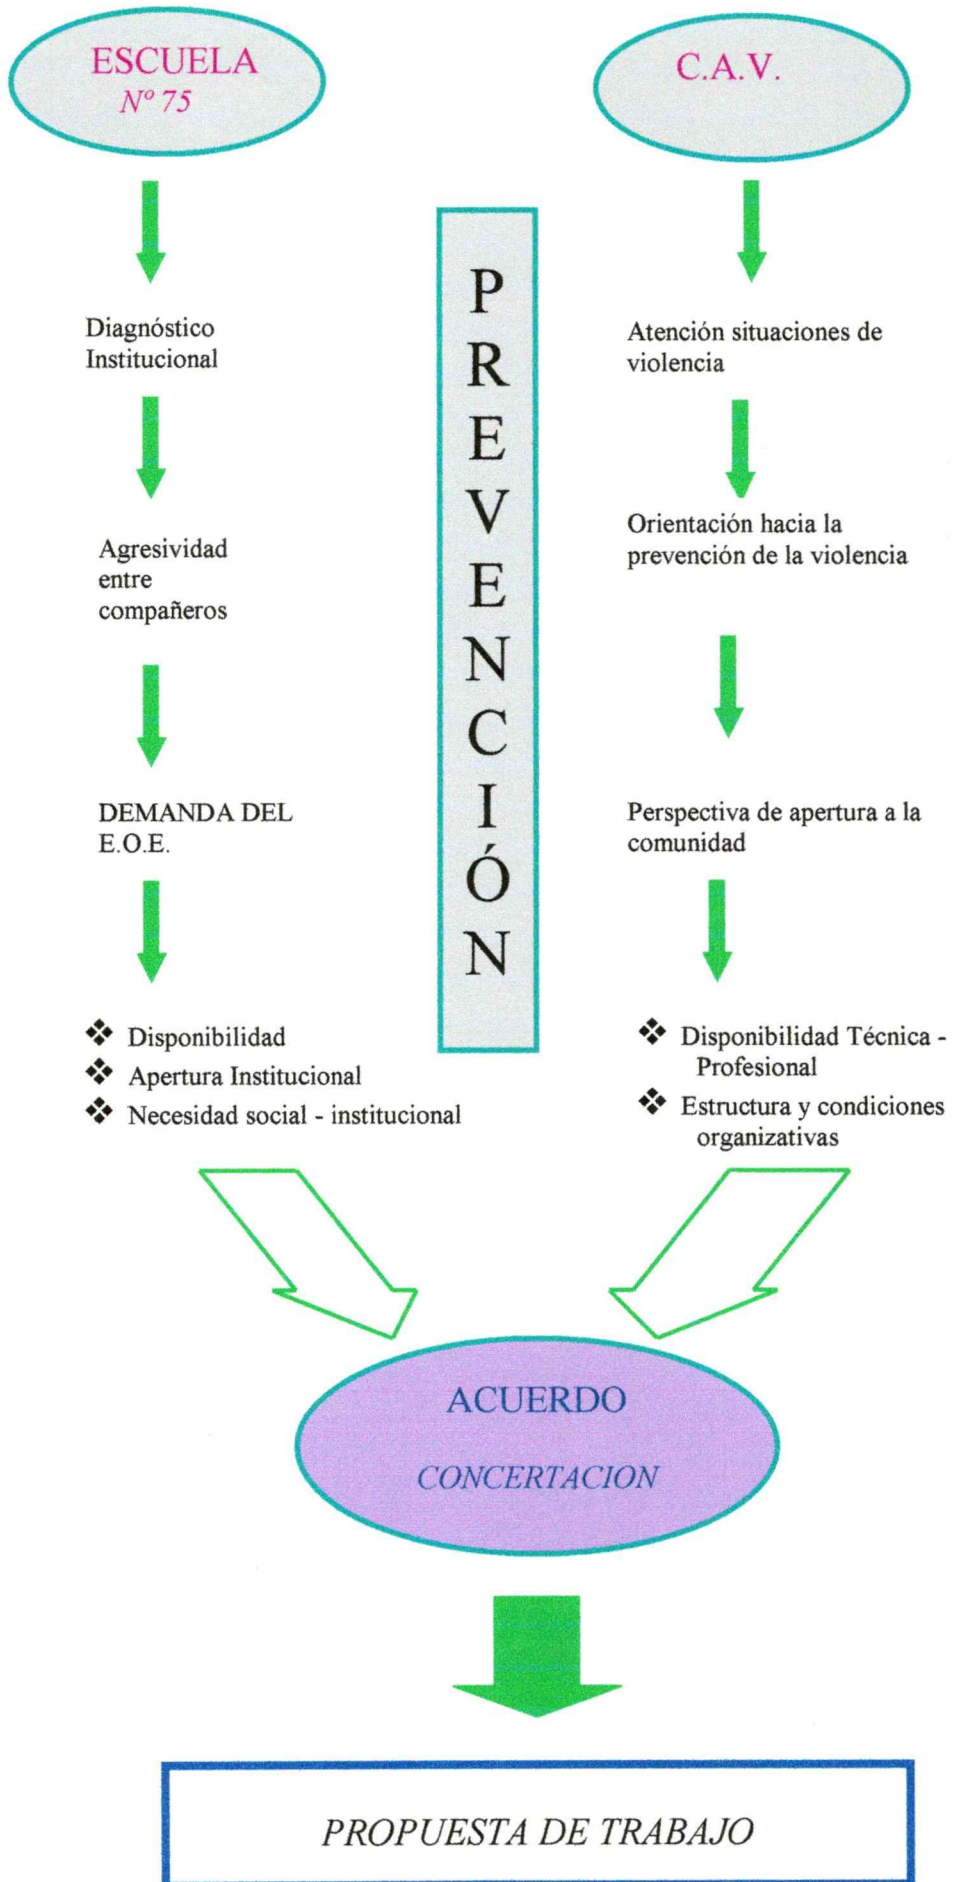 ESCUELA
Nº 75
Diagnóstico
Institucional
Agresividad
entre
compañeros
DEMANDA DEL
E.O.E.
❖ Disponibilidad
❖ Apertura Institucional
❖ Necesidad social - institucional
PREVENCIÓN
C.A.V.
Atención situaciones de
violencia
Orientación hacia la
prevención de la violencia
Perspectiva de apertura a la
comunidad
❖ Disponibilidad Técnica -
Profesional
❖ Estructura y condiciones
organizativas
ACUERDO
CONCERTACION
PROPUESTA DE TRABAJO